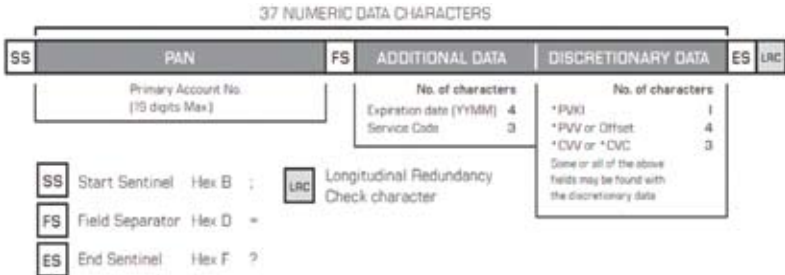 37 NUMERIC DATA CHARACTERS
SS PAN FS ADDITIONAL DATA DISCRETIONARY DATA ES LRC
Primary Account No.
(19 digits Max)
No. of characters
Expiration date (YYMM) 4
Service Code 3
No. of characters
*PVKI 1
*PVV or Offset 4
*CVV or *CVC 3
Some or all of the above
fields may be found with
the discretionary data
SS Start Sentinel Hex B ;
FS Field Separator Hex D =
ES End Sentinel Hex F ?
LRC Longitudinal Redundancy
Check character